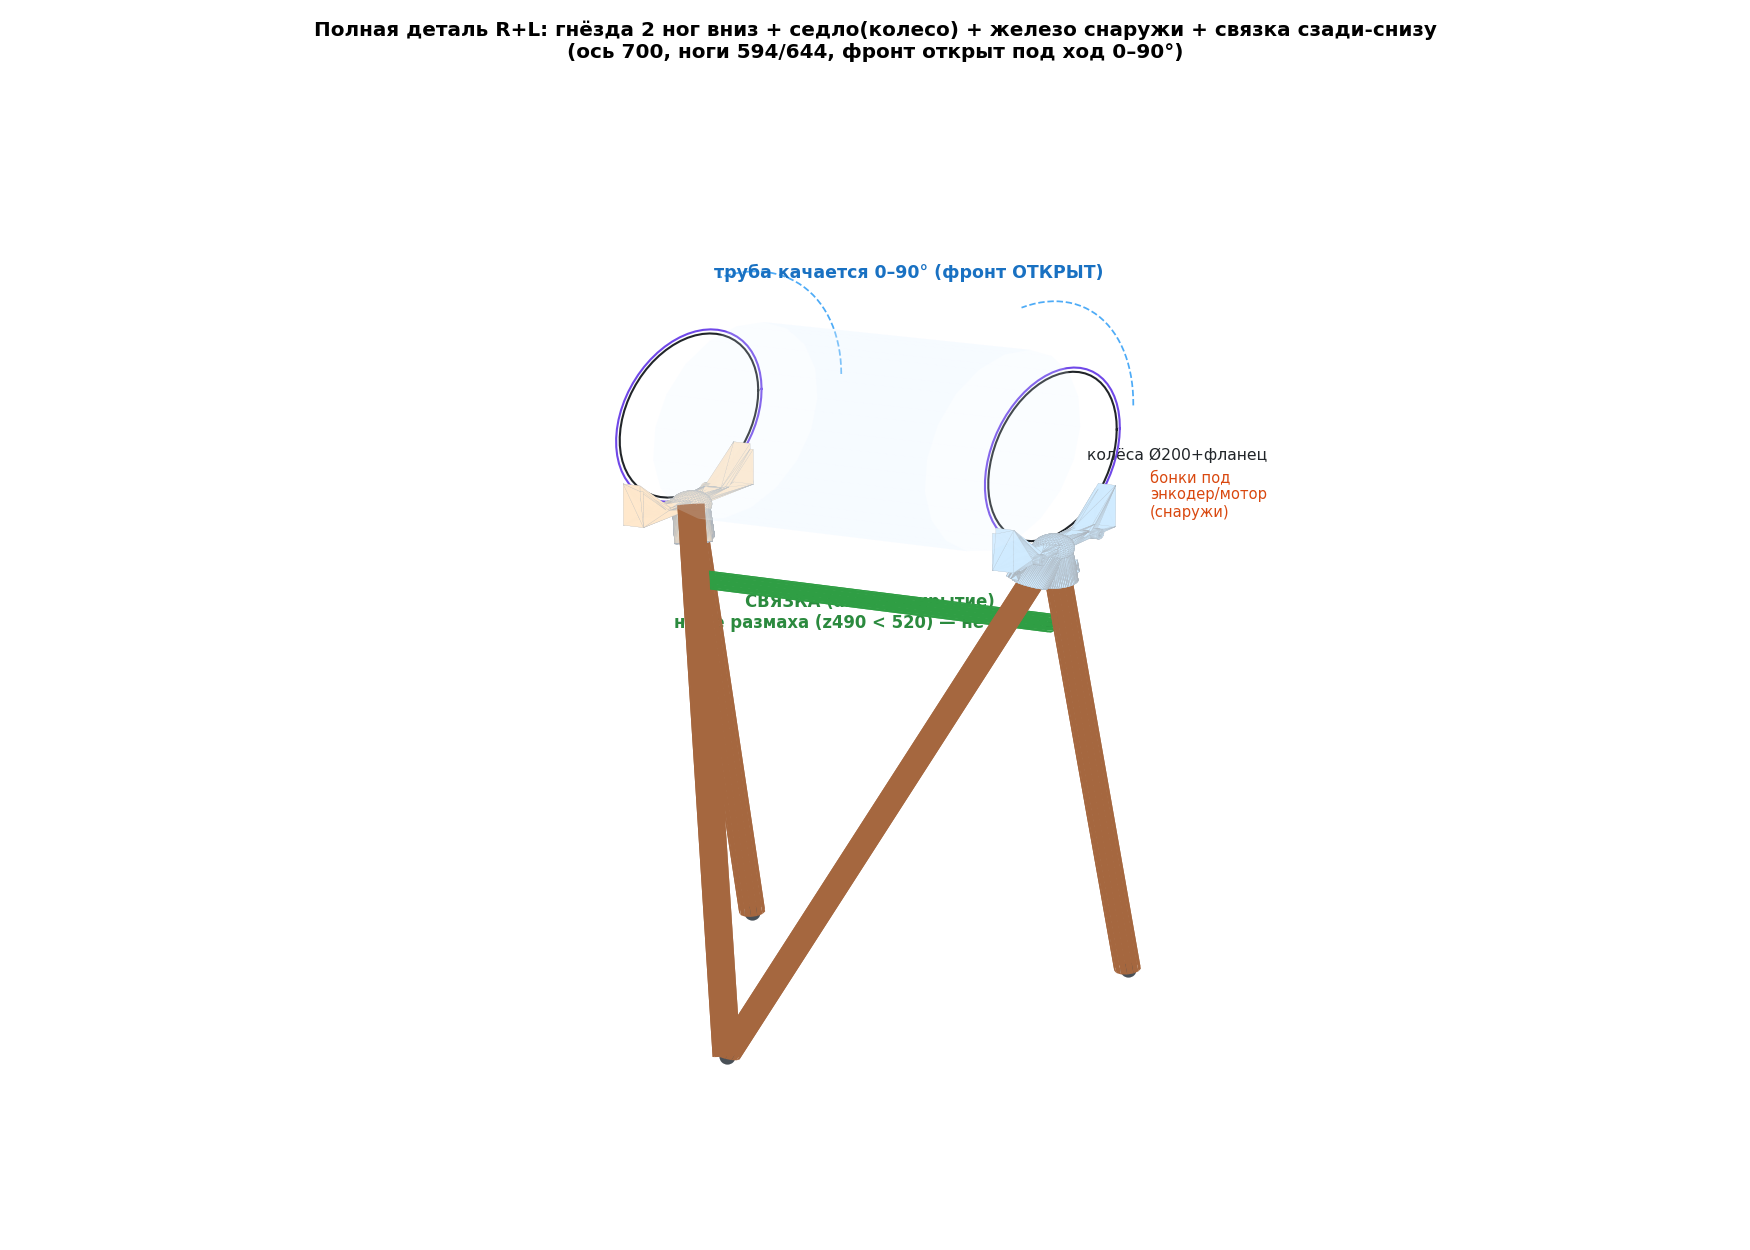 Полная деталь R+L: гнёзда 2 ног вниз + седло(колесо) + железо снаружи + связка сзади-снизу
(ось 700, ноги 594/644, фронт открыт под ход 0–90°)
труба качается 0–90° (фронт ОТКРЫТ)
колёса Ø200+фланец
бонки под
энкодер/мотор
(снаружи)
СВЯЗКА
размаха (z490 < 520) — не